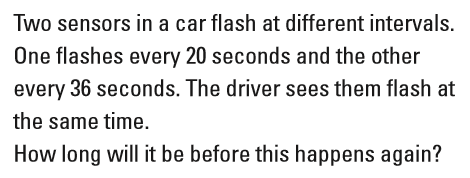 Two sensors in a car flash at different intervals.
One flashes every 20 seconds and the other
every 36 seconds. The driver sees them flash at
the same time.
How long will it be before this happens again?